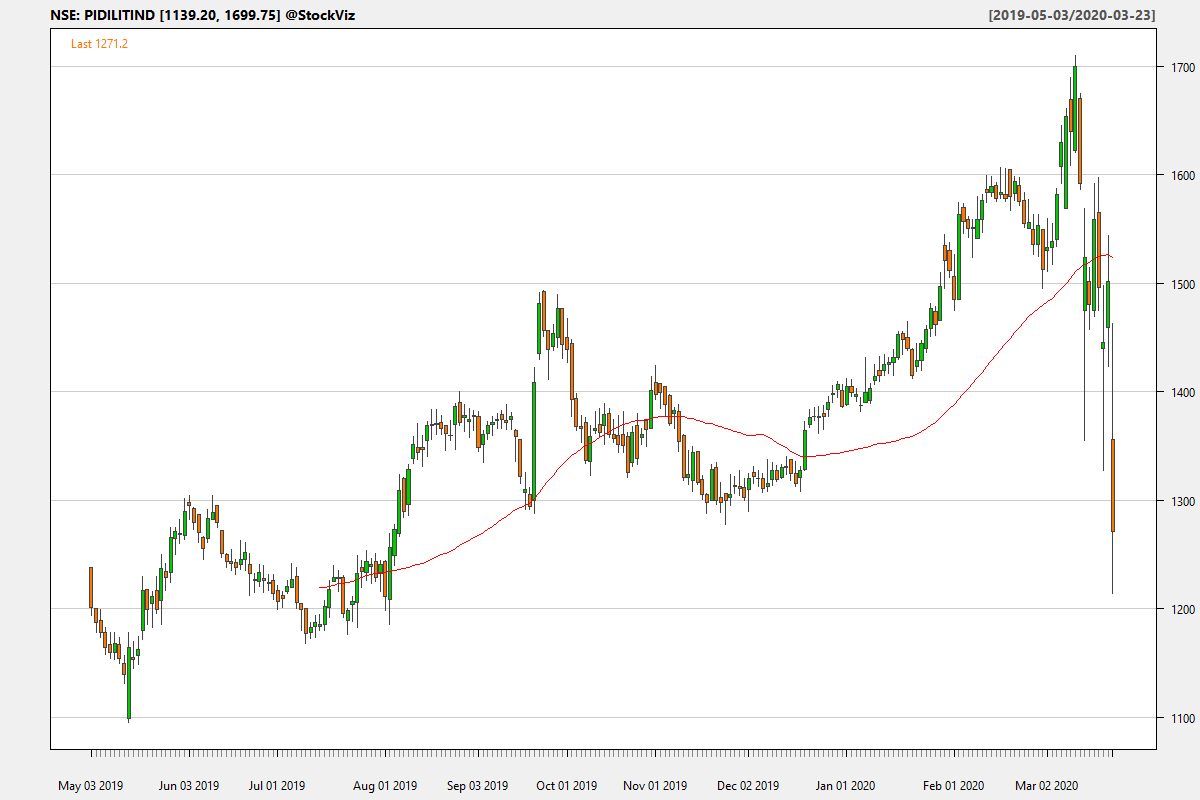 NSE: PIDILITIND [1139.20, 1699.75] @StockViz [2019-05-03/2020-03-23]
Last 1271.2
1700
1600
1500
1400
1300
1200
1100
May 03 2019 Jun 03 2019 Jul 01 2019 Aug 01 2019 Sep 03 2019 Oct 01 2019 Nov 01 2019 Dec 02 2019 Jan 01 2020 Feb 01 2020 Mar 02 2020